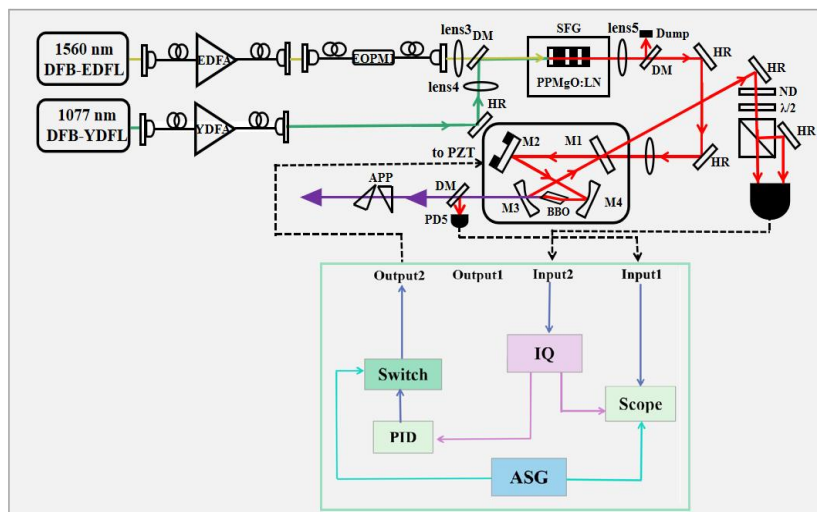 1560 nm
DFB-EDFL
EDFA
EOPM
lens3
DM
SFG
PPMgO:LN
lens5
Dump
DM
HR
HR
ND
λ/2
HR
lens4
HR
1077 nm
DFB-YDFL
YDFA
to PZT
M2
M1
HR
APP
DM
M3
BBO
M4
PD5
Output2
Output1
Input2
Input1
IQ
Switch
Scope
PID
ASG